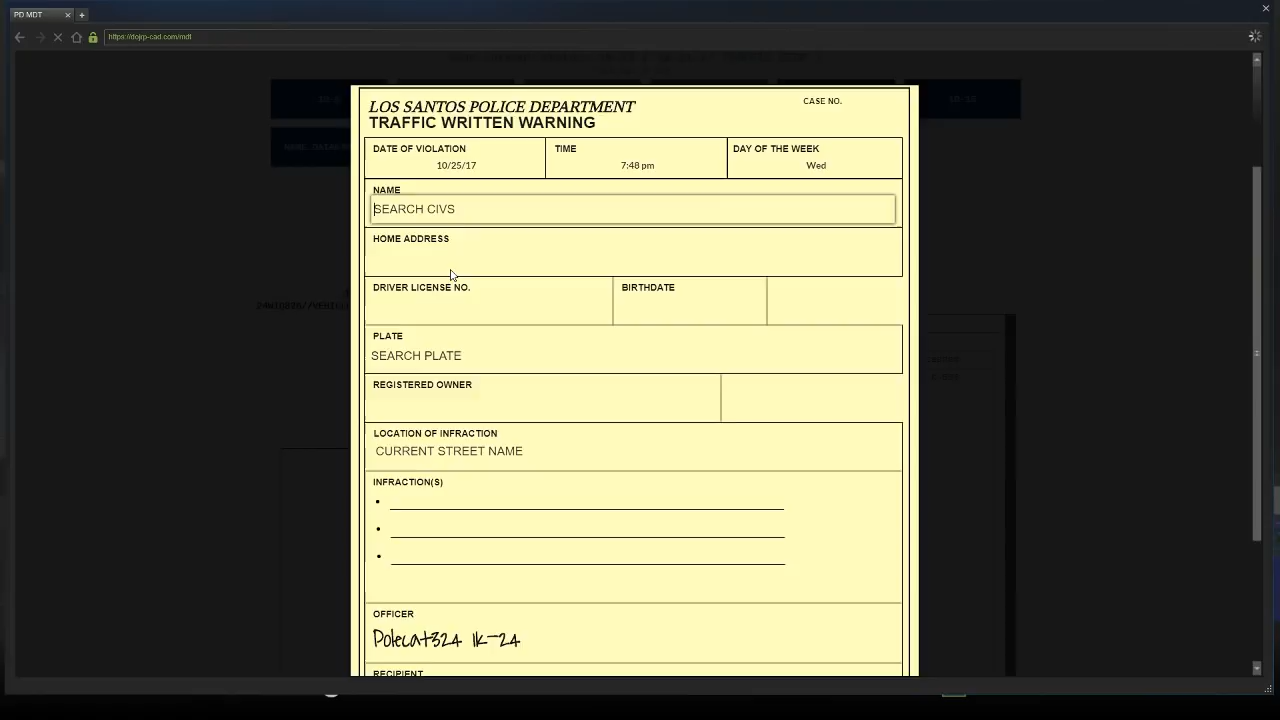 PD MDT
https://dojrp-cad.com/mdt
LOS SANTOS POLICE DEPARTMENT
CASE NO.
TRAFFIC WRITTEN WARNING
DATE OF VIOLATION
TIME
DAY OF THE WEEK
10/25/17
7:48 pm
Wed
NAME
SEARCH CIVS
HOME ADDRESS
DRIVER LICENSE NO.
BIRTHDATE
PLATE
SEARCH PLATE
REGISTERED OWNER
LOCATION OF INFRACTION
CURRENT STREET NAME
INFRACTION(S)
OFFICER
Polecat324 1K-24
RECIPIENT